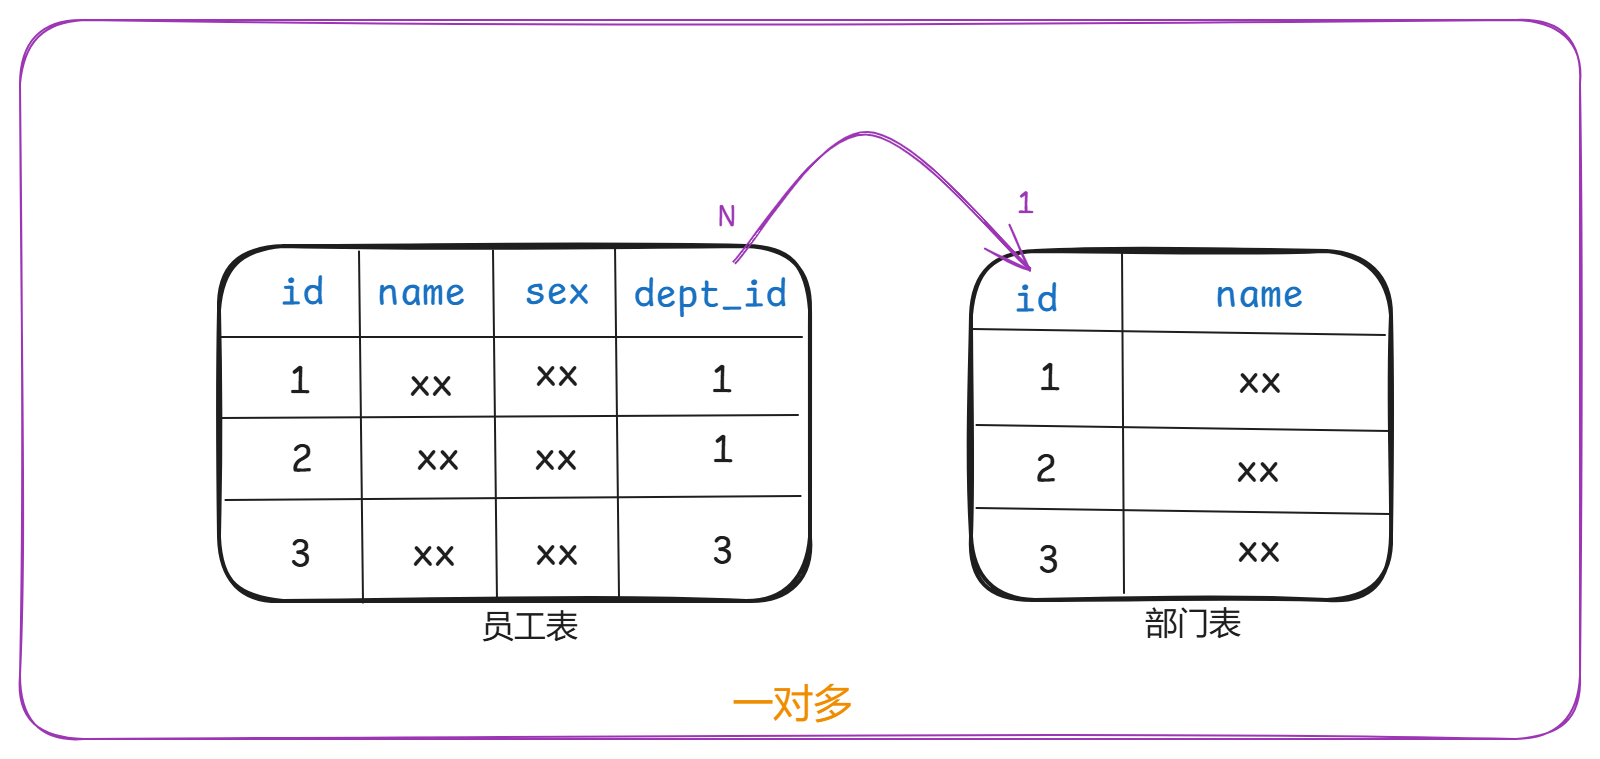 N
1
id name sex dept_id
1 xx xx 1
2 xx xx 1
3 xx xx 3
员工表
id name
1 xx
2 xx
3 xx
部门表
一对多